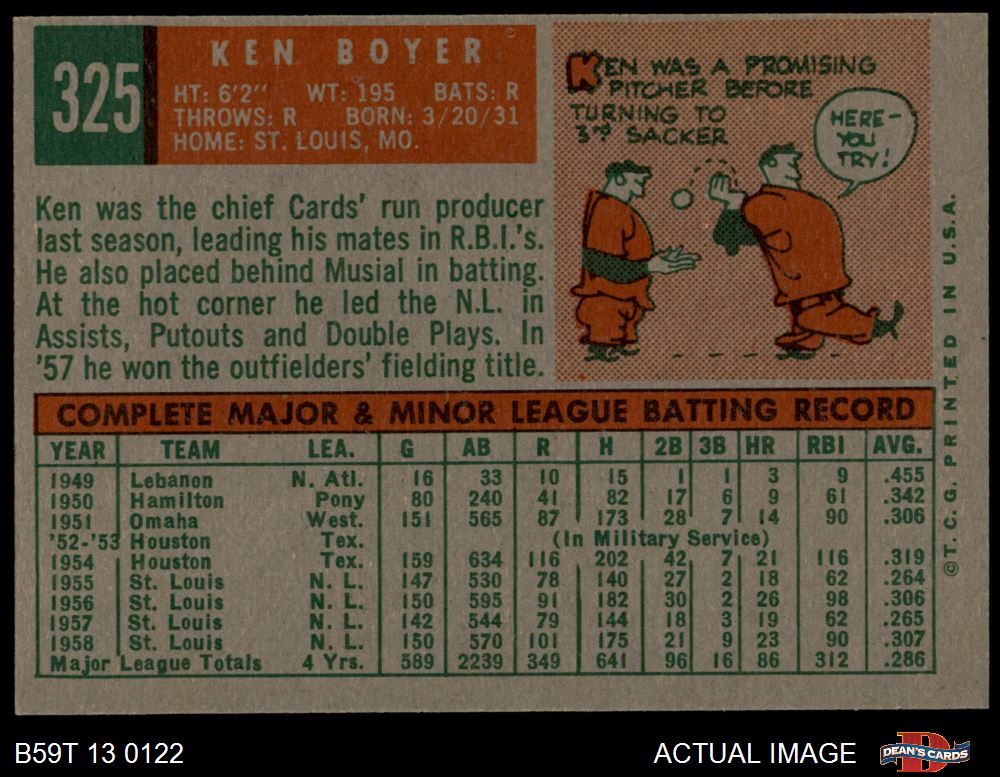 325
KEN BOYER
HT: 6'2" WT: 195 BATS: R
THROWS: R BORN: 3/20/31
HOME: ST. LOUIS, MO.
KEN WAS A PROMISING
PITCHER BEFORE
TURNING TO
3RD SACKER
HERE-
YOU
TRY!
Ken was the chief Cards' run producer
last season, leading his mates in R.B.I.'s.
He also placed behind Musial in batting.
At the hot corner he led the N.L. in
Assists, Putouts and Double Plays. In
'57 he won the outfielders' fielding title.
COMPLETE MAJOR & MINOR LEAGUE BATTING RECORD
YEAR TEAM LEA. G AB R H 2B 3B HR RBI AVG.
1949 Lebanon N. Atl. 16 33 10 15 1 1 3 9 .455
1950 Hamilton Pony 80 240 41 82 17 6 9 61 .342
1951 Omaha West. 151 565 87 173 28 7 14 90 .306
'52-'53 Houston Tex. (In Military Service)
1954 Houston Tex. 159 634 116 202 42 7 21 116 .319
1955 St. Louis N. L. 147 530 78 140 27 2 18 62 .264
1956 St. Louis N. L. 150 595 91 182 30 2 26 98 .306
1957 St. Louis N. L. 142 544 79 144 18 3 19 62 .265
1958 St. Louis N. L. 150 570 101 175 21 9 23 90 .307
Major League Totals 4 Yrs. 589 2239 349 641 96 16 86 312 .286
©T. C. G. PRINTED IN U.S.A.
B59T 13 0122
ACTUAL IMAGE
D
DEAN'S CARDS